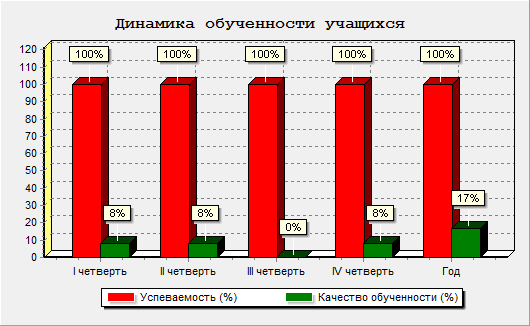 Динамика обученности учащихся
120
110
100
90
80
70
60
50
40
30
20
10
0
100% 100% 100% 100% 100%
8% 8% 0% 8% 17%
I четверть II четверть III четверть IV четверть Год
Успеваемость (%) Качество обученности (%)